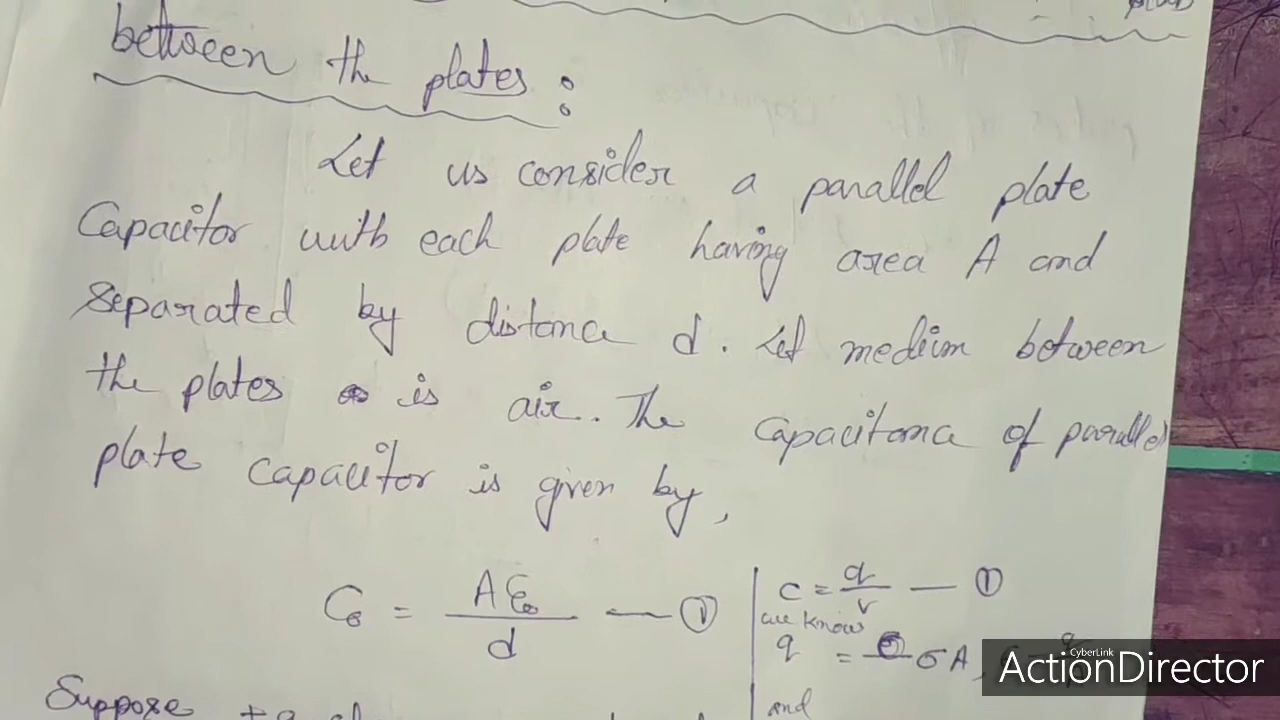 between the plates :
Let us consider a parallel plate
Capacitor with each plate having area A and
separated by distance d. Let medium between
the plates is air. The Capacitance of parallel
plate capacitor is given by,
C₀ = Aε₀/d — ①
c = q/v — ①
we know
q = σA,
and
Suppose +q
CyberLink
ActionDirector